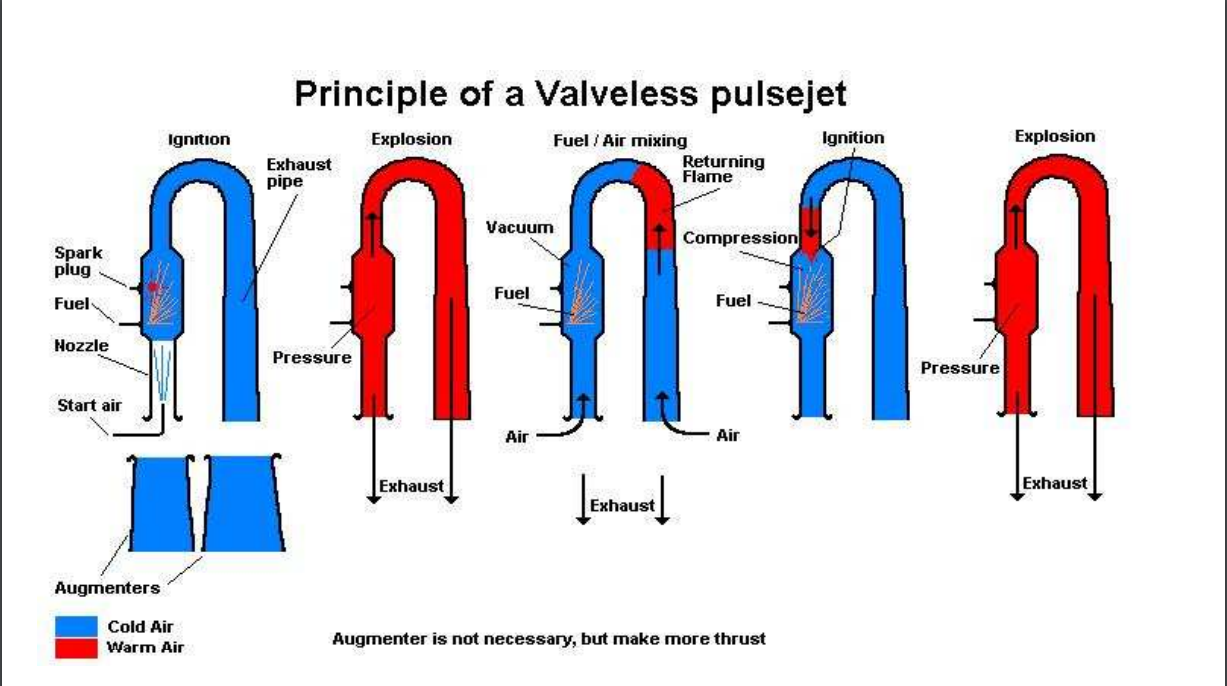 Principle of a Valveless pulsejet
Ignition
Exhaust
pipe
Spark
plug
Fuel
Nozzle
Start air
Augmenters
Explosion
Pressure
Exhaust
Fuel / Air mixing
Returning
Flame
Vacuum
Fuel
Air
Air
Exhaust
Ignition
Compression
Fuel
Explosion
Pressure
Exhaust
Cold Air
Warm Air
Augmenter is not necessary, but make more thrust